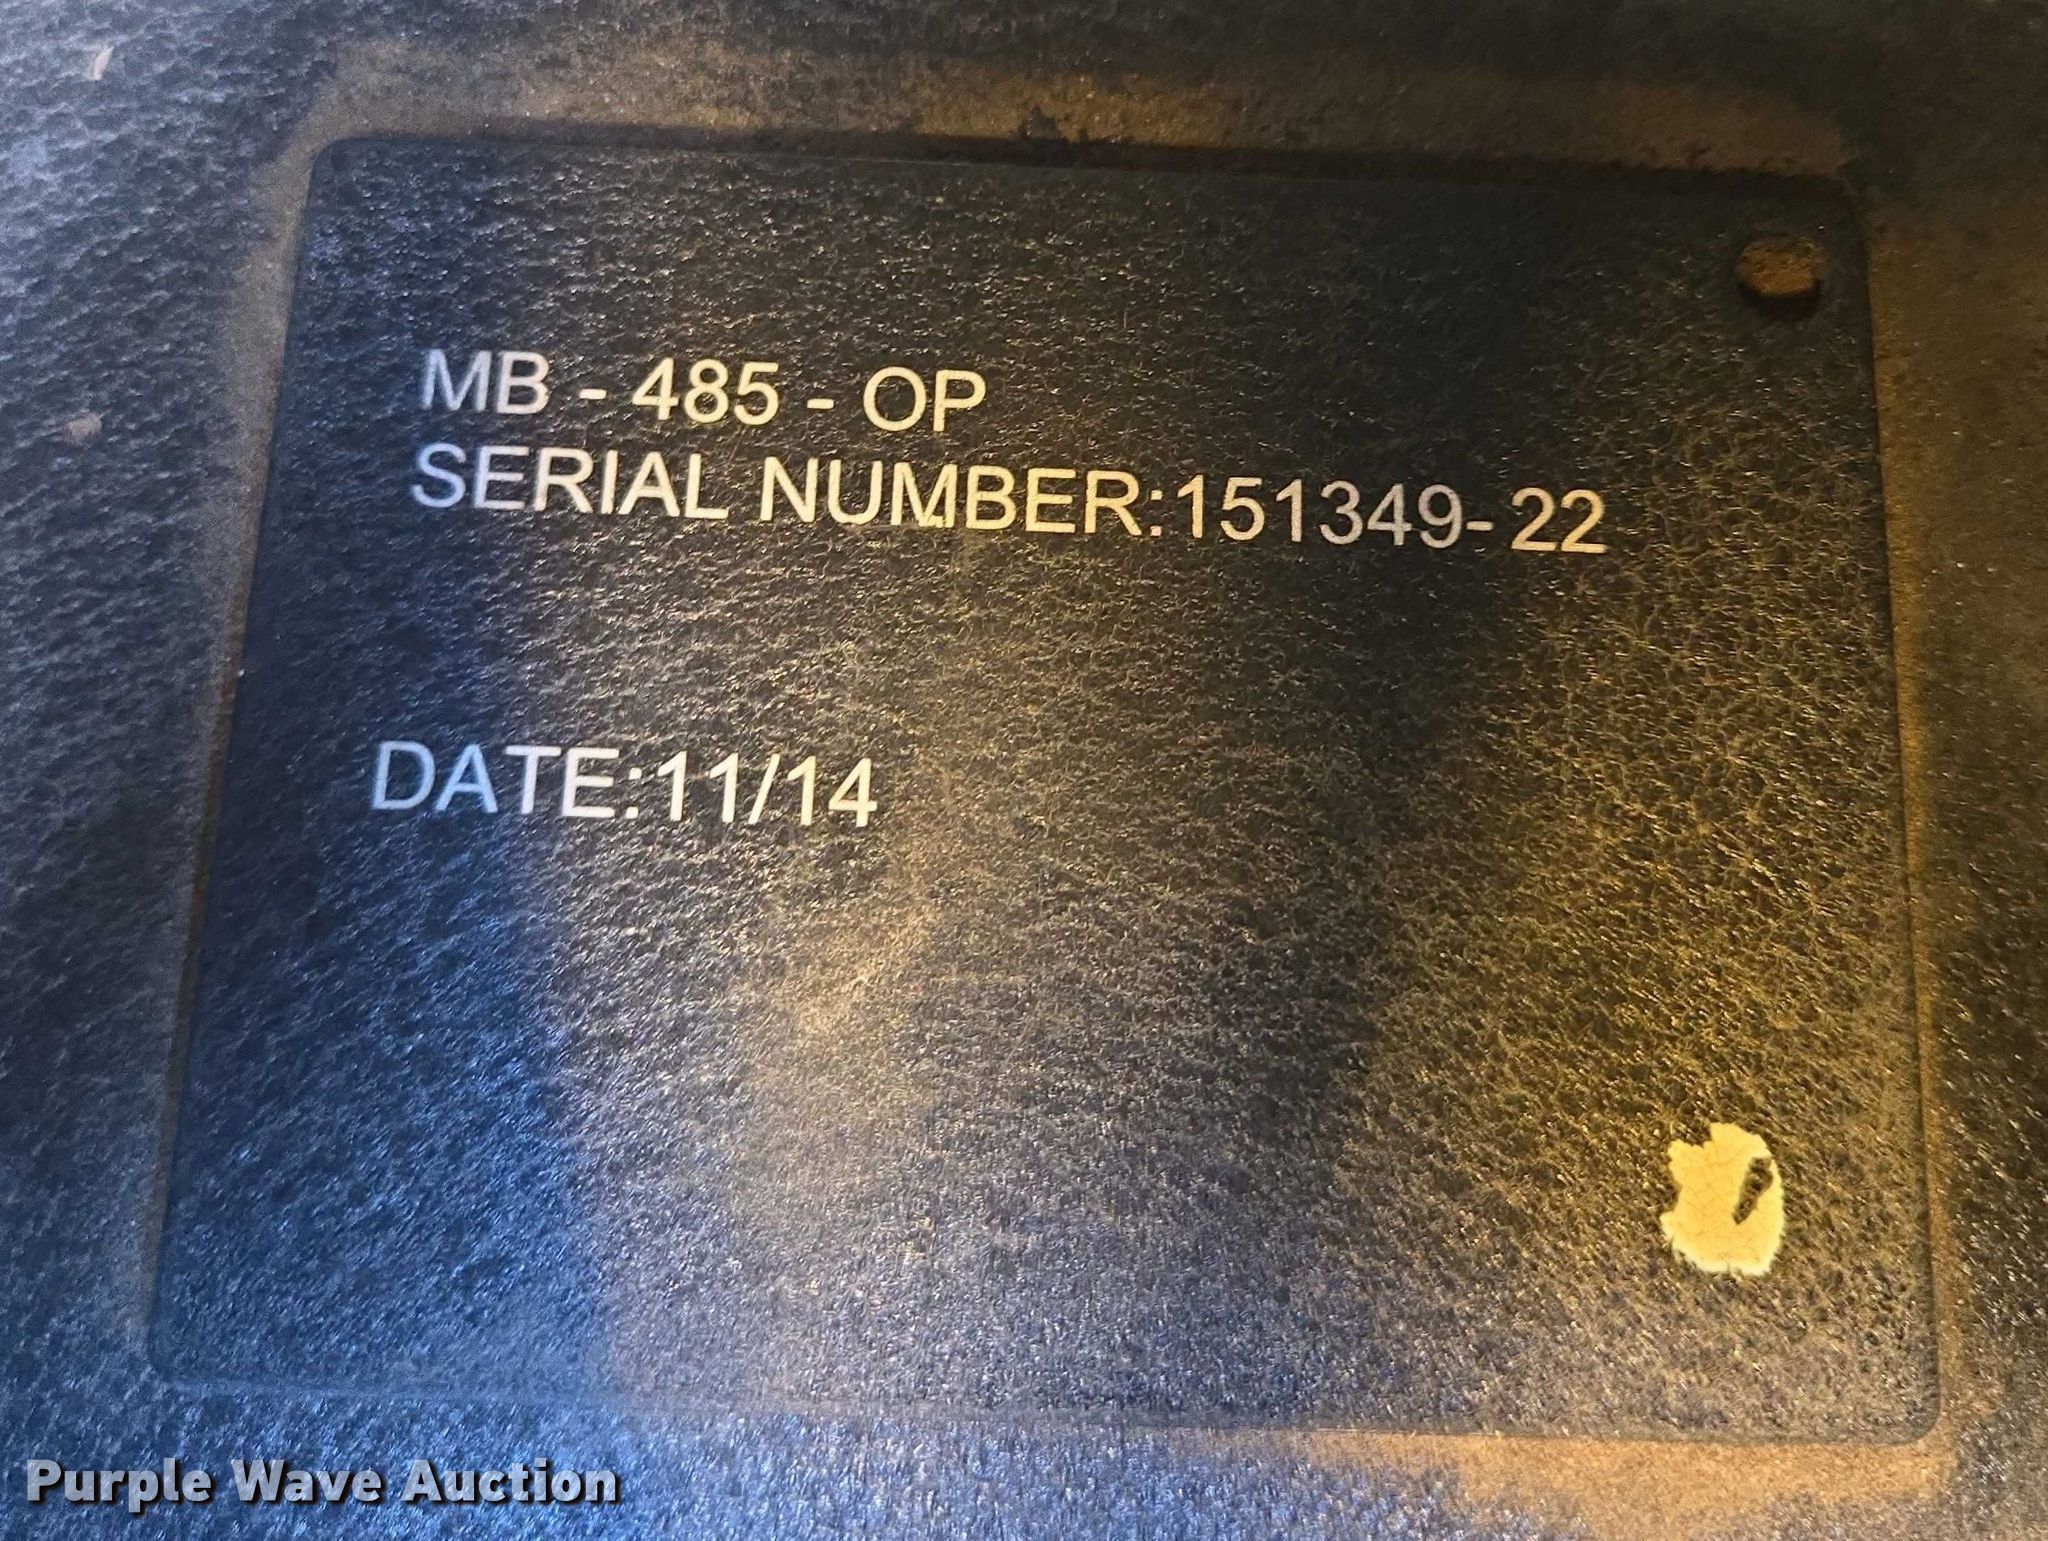 MB - 485 - OP
SERIAL NUMBER:151349-22
DATE:11/14
Purple Wave Auction